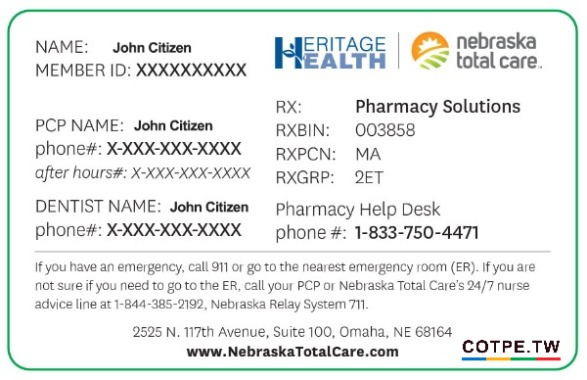 NAME: John Citizen
MEMBER ID: XXXXXXXXXX
HERITAGE
HEALTH
nebraska
total care™
PCP NAME: John Citizen
phone#: X-XXX-XXX-XXXX
after hours#: X-XXX-XXX-XXXX
DENTIST NAME: John Citizen
phone#: X-XXX-XXX-XXXX
RX: Pharmacy Solutions
RXBIN: 003858
RXPCN: MA
RXGRP: 2ET
Pharmacy Help Desk
phone #: 1-833-750-4471
If you have an emergency, call 911 or go to the nearest emergency room (ER). If you are
not sure if you need to go to the ER, call your PCP or Nebraska Total Care's 24/7 nurse
advice line at 1-844-385-2192, Nebraska Relay System 711.
2525 N. 117th Avenue, Suite 100, Omaha, NE 68164
www.NebraskaTotalCare.com
COTPE.TW